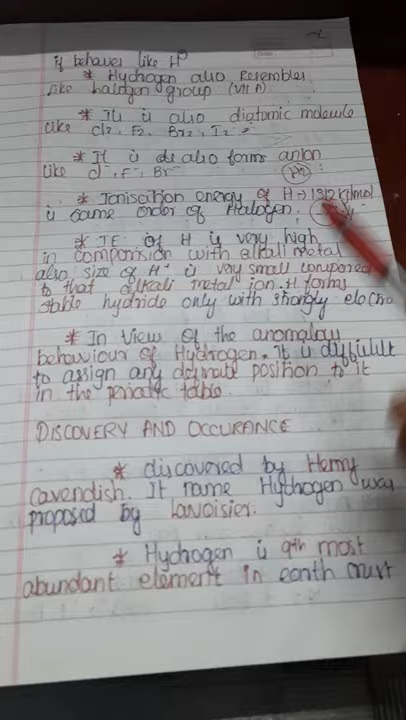 it behaves like H⊕
* Hydrogen also Resembles
like halogen group (VII A)
* It is also diatomic molecule
like Cl2, F2, Br2, I2
* It is also forms anion
like Cl-, F-, Br-
(H-)
* Ionisation energy of H → 1312 KJ/mol
is same order of Halogen.
* IE of H is very high
in comparision with alkali metal
also size of H+ is very small compared
to that alkali metal ion. H forms
stable hydride only with strongly electro
* In View of the anomalous
behaviour of Hydrogen. It is difficult
to assign any definate position to it
in the periodic table.
DISCOVERY AND OCCURANCE
* discovered by Henry
cavendish. It name Hydrogen was
proposed by Lavoisier.
* Hydrogen is 9th most
abundant element in earth crust